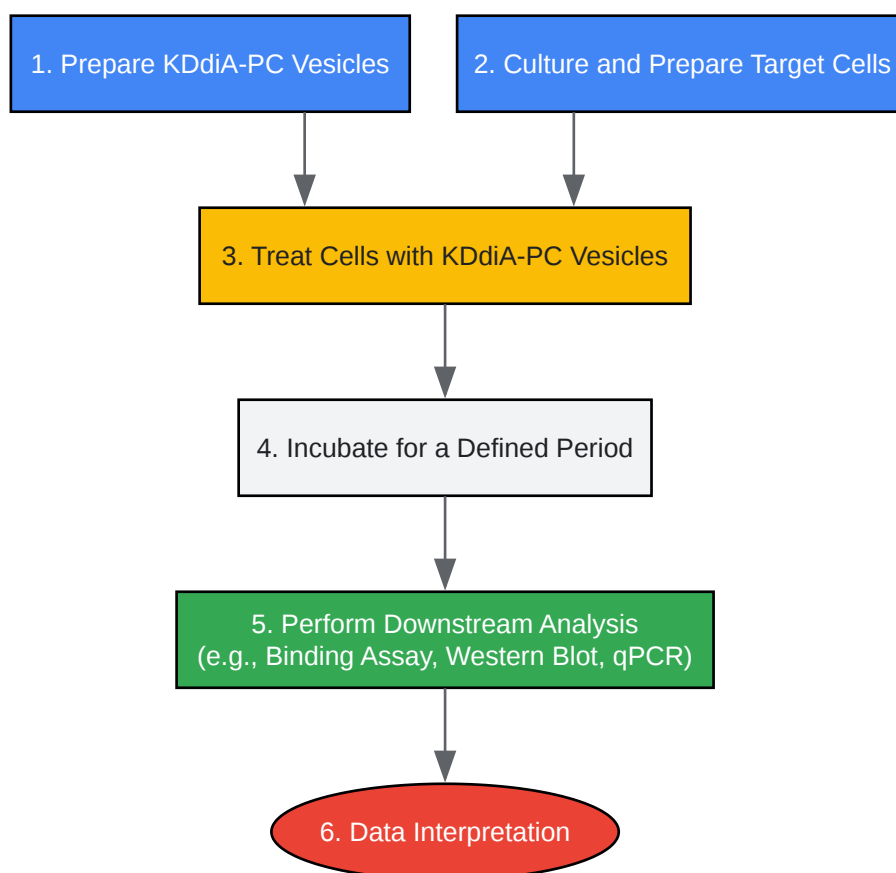 1. Prepare KDdiA-PC Vesicles
2. Culture and Prepare Target Cells
3. Treat Cells with KDdiA-PC Vesicles
4. Incubate for a Defined Period
5. Perform Downstream Analysis
(e.g., Binding Assay, Western Blot, qPCR)
6. Data Interpretation